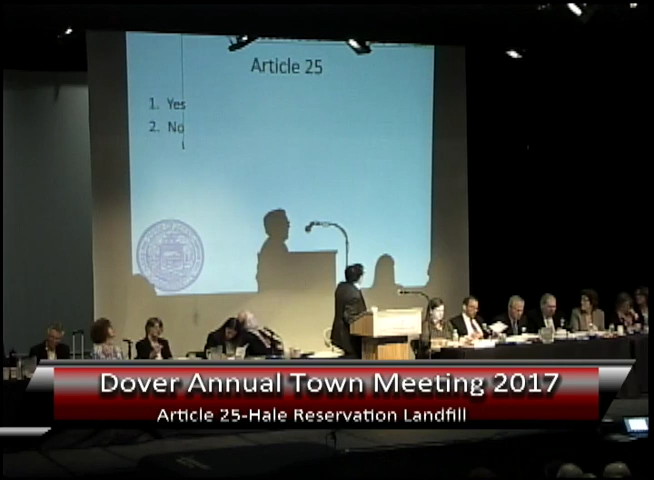 Article 25
1. Yes
2. No
Dover Annual Town Meeting 2017
Article 25-Hale Reservation Landfill